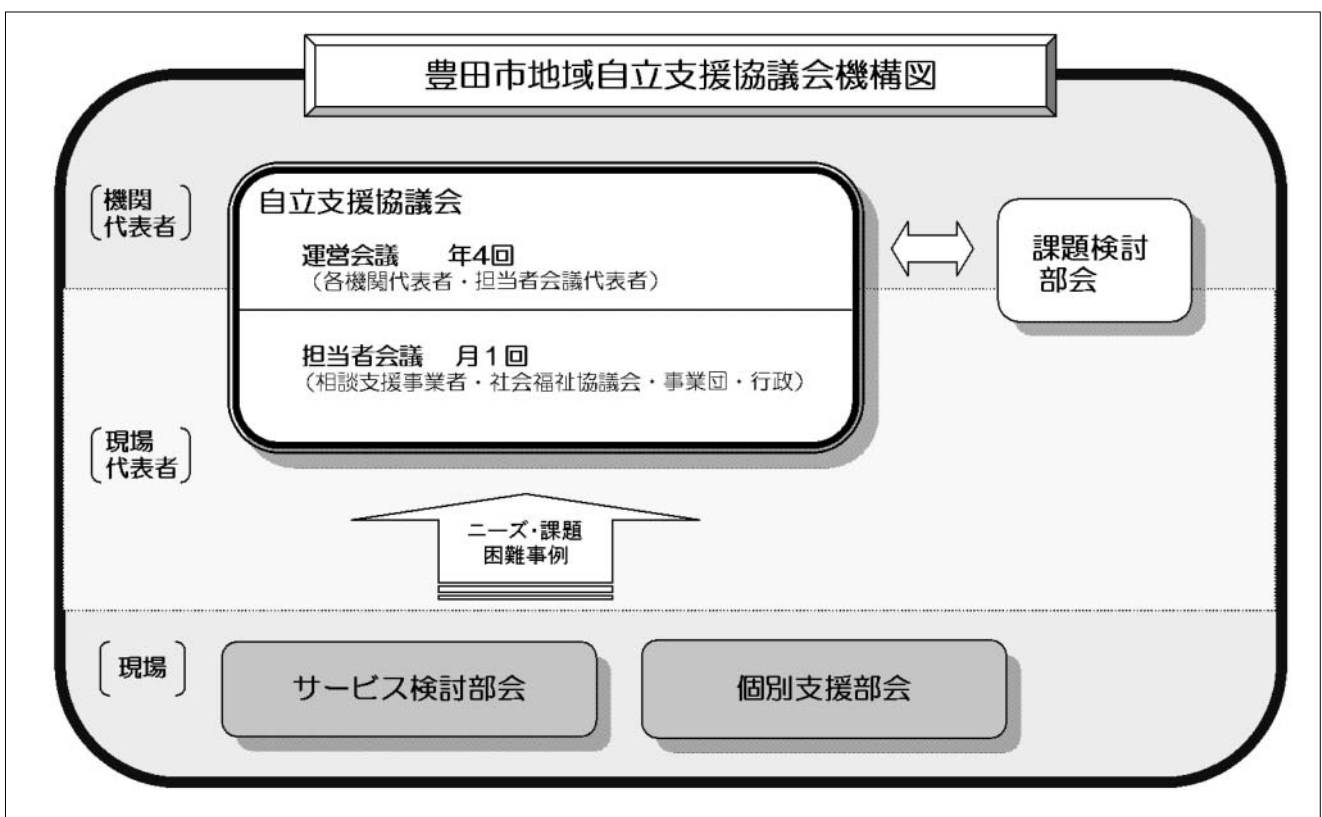 豊田市地域自立支援協議会機構図
機関
代表者
自立支援協議会
運営会議 年4回
（各機関代表者・担当者会議代表者）
課題検討
部会
担当者会議 月１回
（相談支援事業者・社会福祉協議会・事業団・行政）
現場
代表者
ニーズ・課題
困難事例
現場
サービス検討部会
個別支援部会